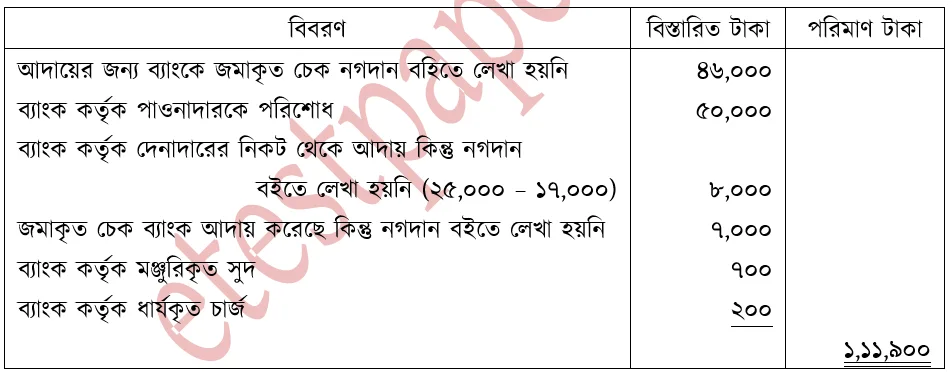 বিবরণ বিস্তারিত টাকা পরিমাণ টাকা
আদায়ের জন্য ব্যাংকে জমাকৃত চেক নগদান বহিতে লেখা হয়নি ৪৬,০০০
ব্যাংক কর্তৃক পাওনাদারকে পরিশোধ ৫০,০০০
ব্যাংক কর্তৃক দেনাদারের নিকট থেকে আদায় কিন্তু নগদান
বইতে লেখা হয়নি (২৫,০০০ – ১৭,০০০) ৮,০০০
জমাকৃত চেক ব্যাংক আদায় করেছে কিন্তু নগদান বইতে লেখা হয়নি ৭,০০০
ব্যাংক কর্তৃক মঞ্জুরিকৃত সুদ ৭০০
ব্যাংক কর্তৃক ধার্যকৃত চার্জ ২০০
১,১১,৯০০
etestpape